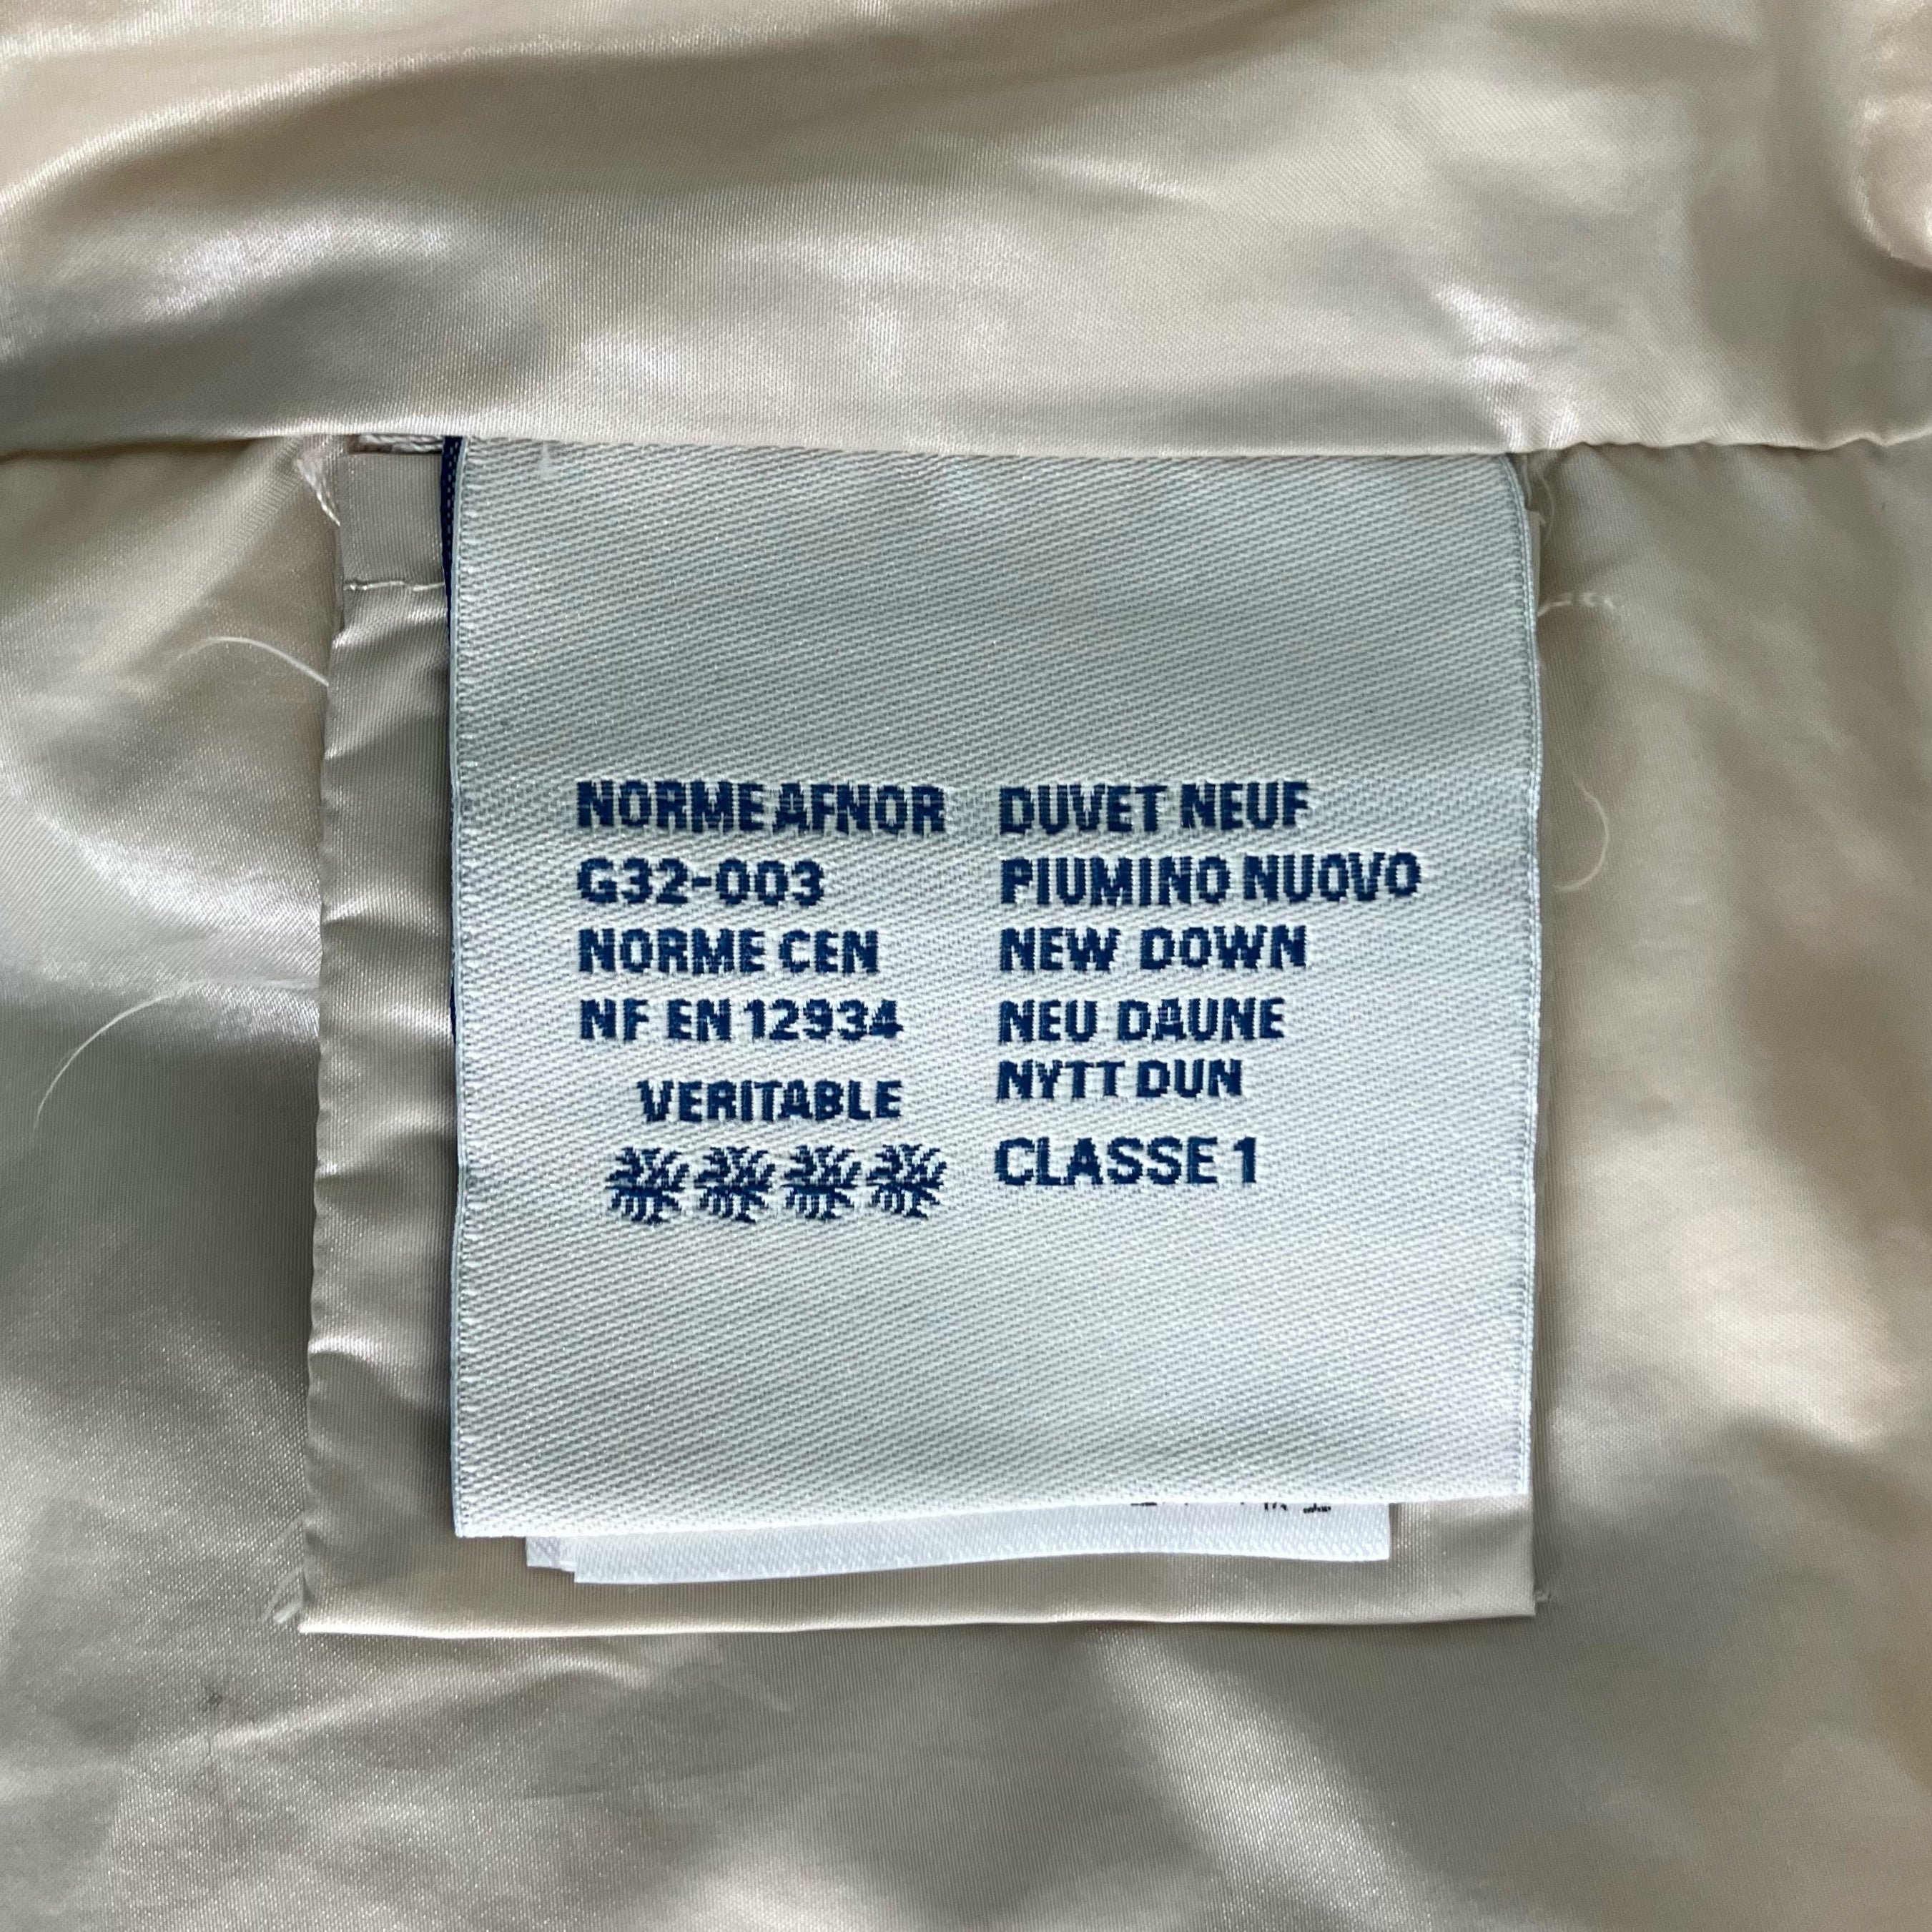 NORME AFNOR
G32-003
NORME CEN
NF EN 12934
VERITABLE
DUVET NEUF
PIUMINO NUOVO
NEW DOWN
NEU DAUNE
NYTT DUN
CLASSE 1